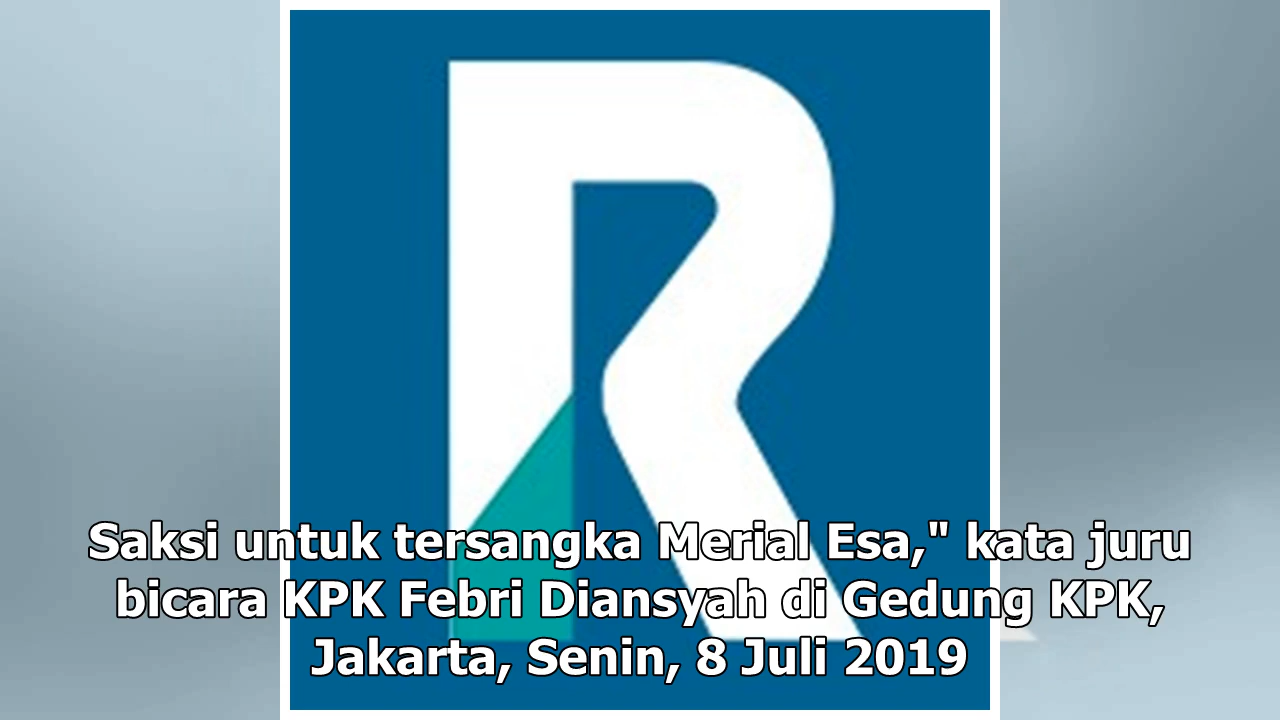 R
Saksi untuk tersangka Merial Esa," kata juru
bicara KPK Febri Diansyah di Gedung KPK,
Jakarta, Senin, 8 Juli 2019